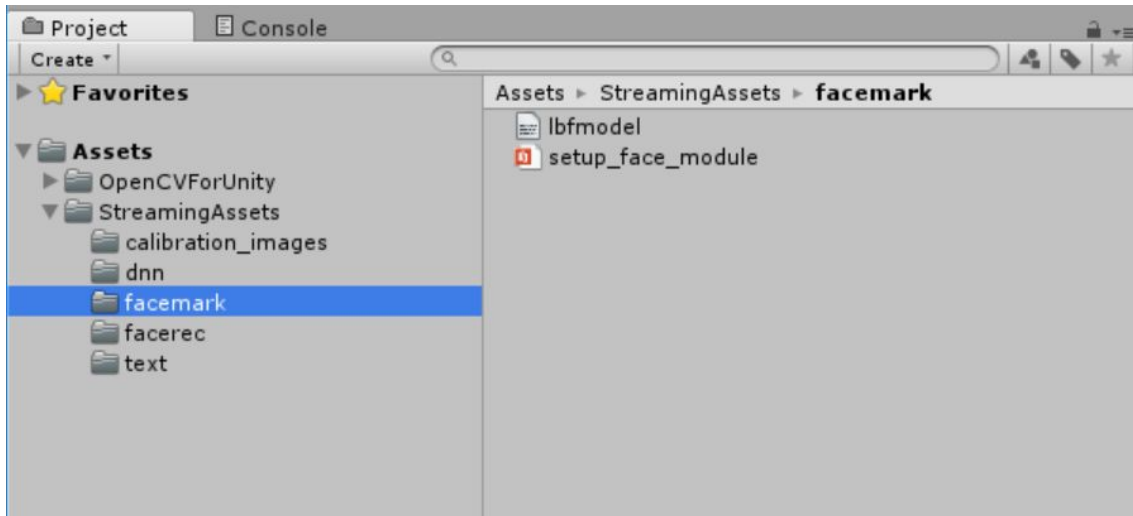 Project
Console
Create
Favorites
Assets ▸ StreamingAssets ▸ facemark
lbfmodel
setup_face_module
Assets
OpenCVForUnity
StreamingAssets
calibration_images
dnn
facemark
facerec
text